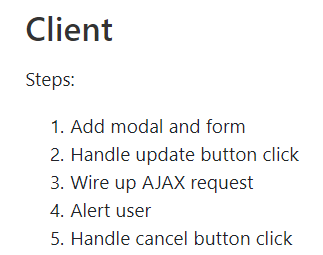 Client
Steps:
1. Add modal and form
2. Handle update button click
3. Wire up AJAX request
4. Alert user
5. Handle cancel button click